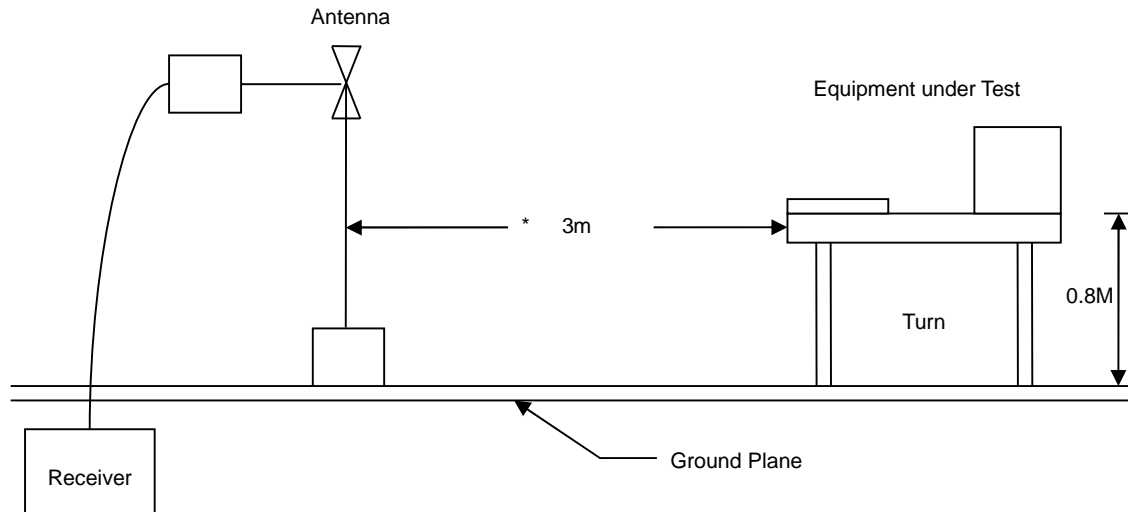 Antenna
Equipment under Test
* 3m
0.8M
Turn
Ground Plane
Receiver